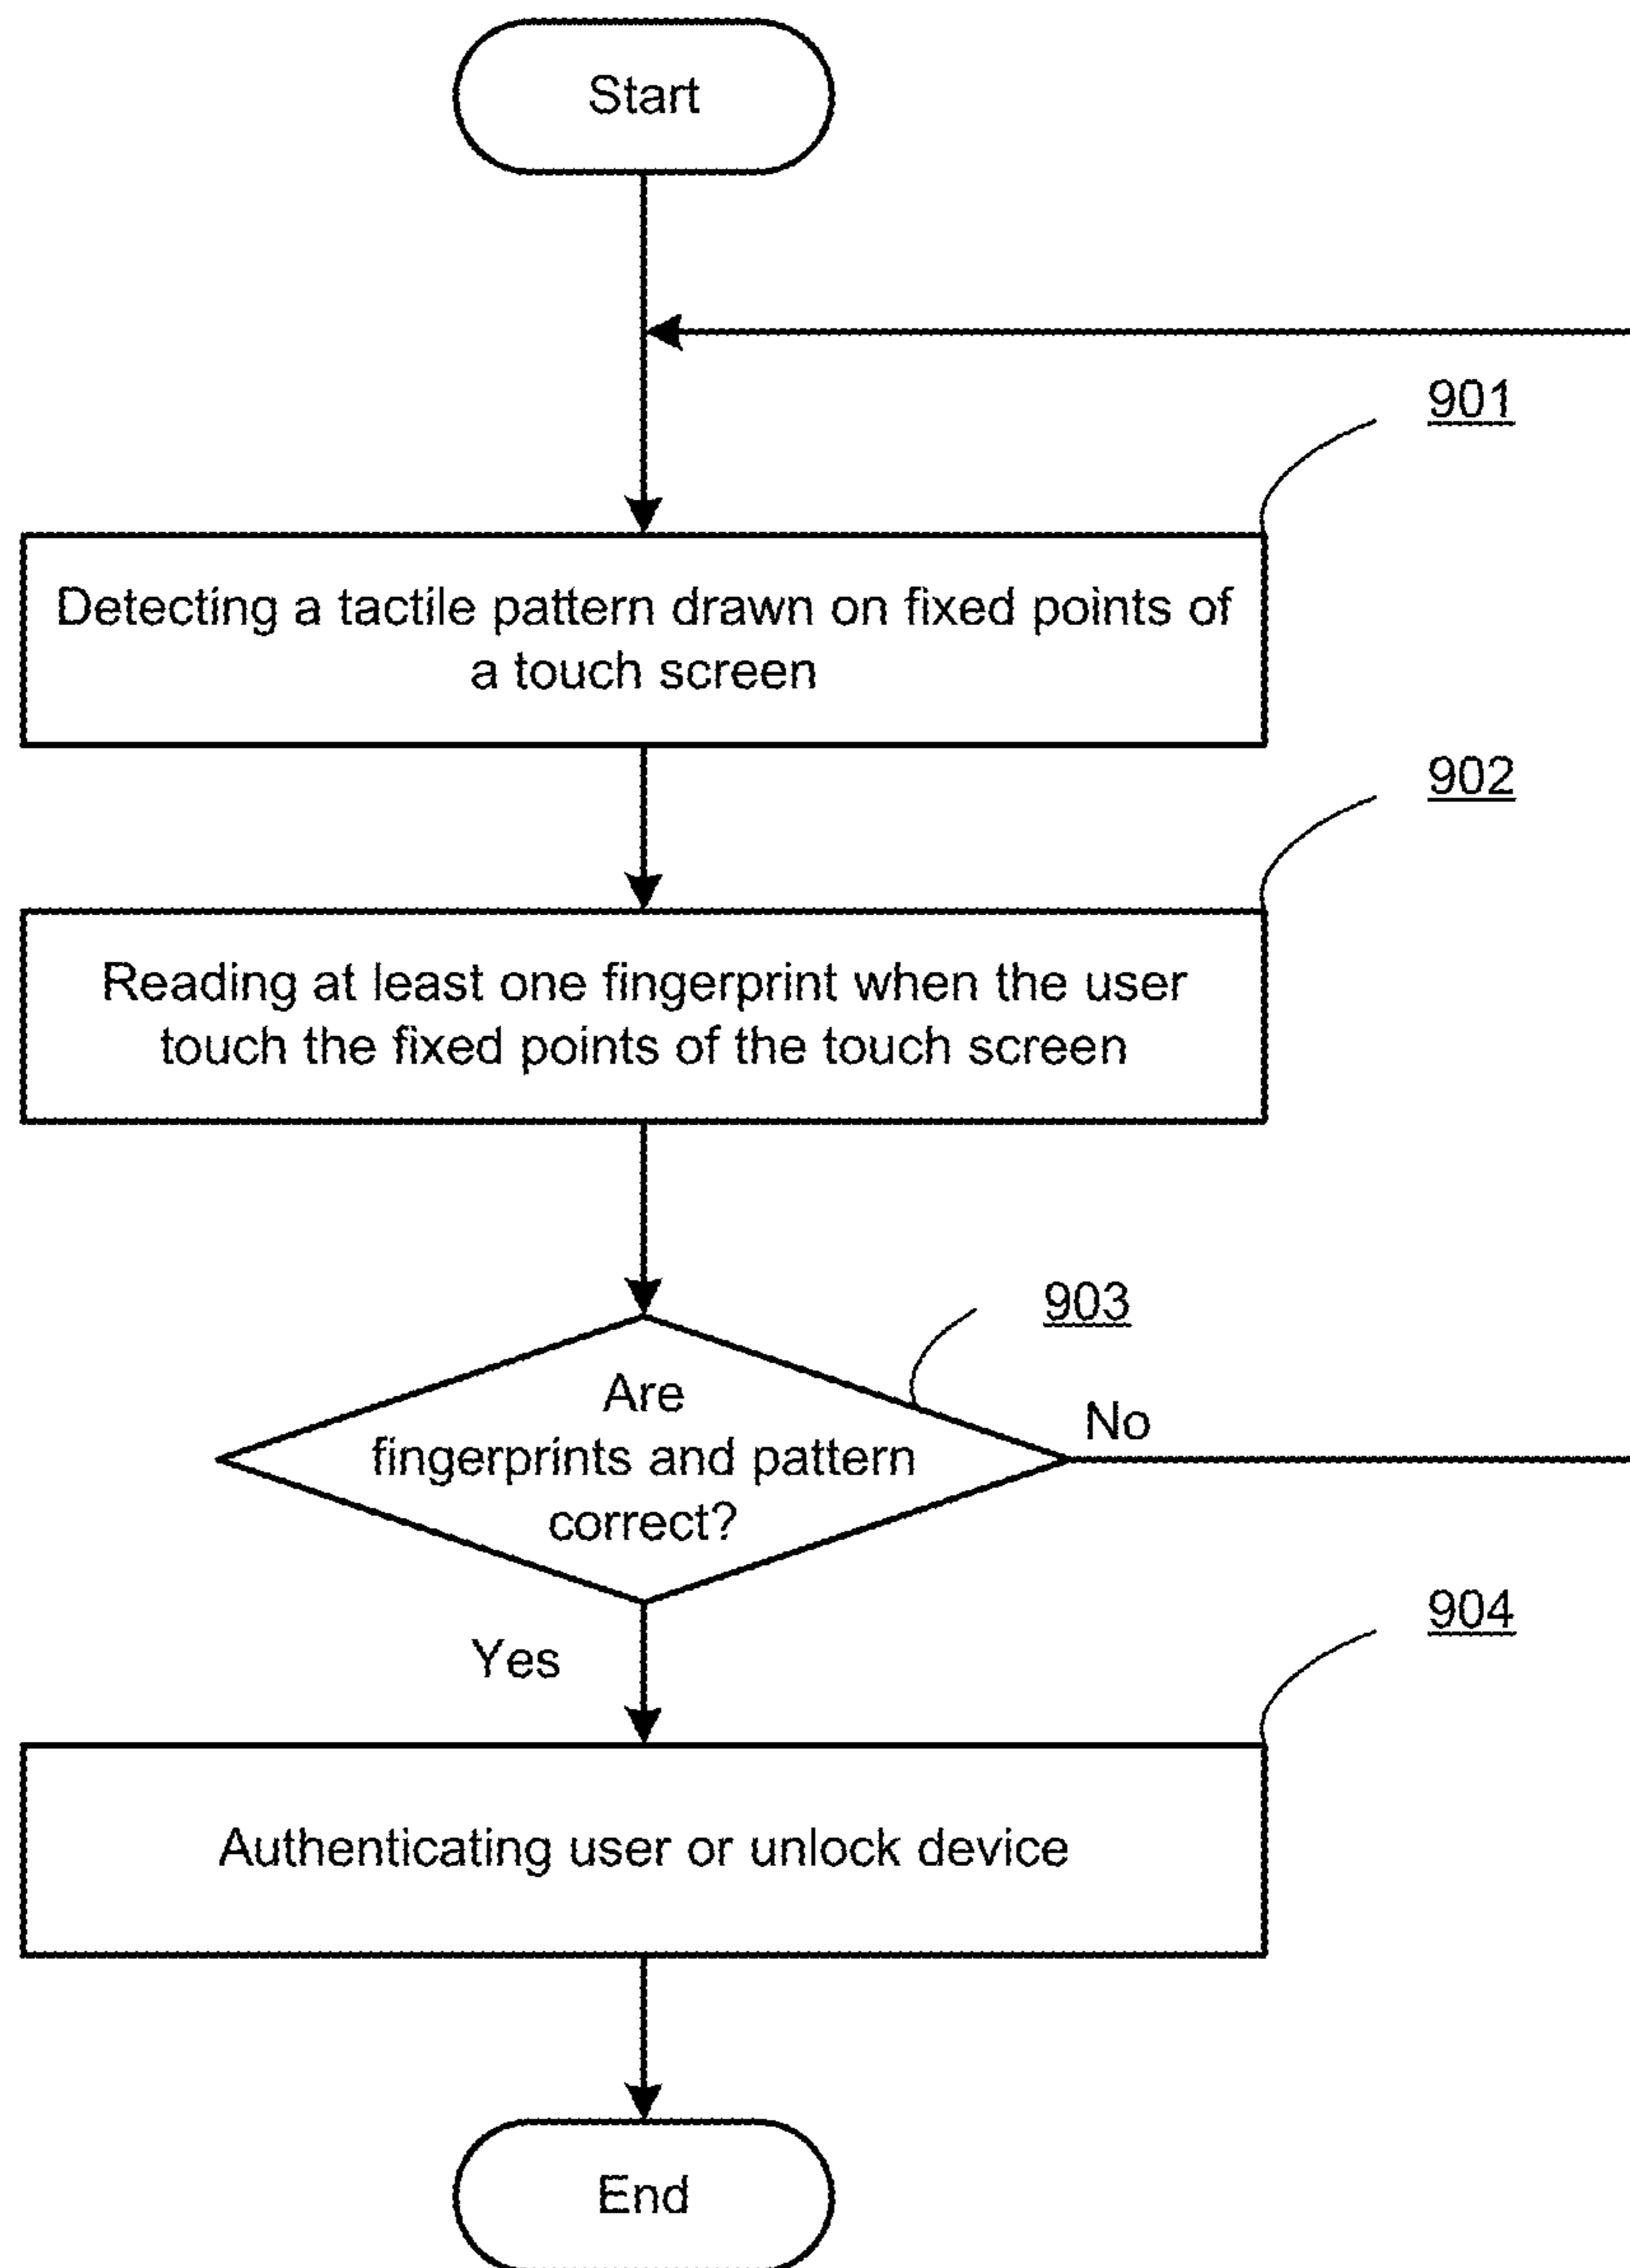 Start
901
Detecting a tactile pattern drawn on fixed points of
a touch screen
902
Reading at least one fingerprint when the user
touch the fixed points of the touch screen
903
Are
fingerprints and pattern
correct?
No
Yes
904
Authenticating user or unlock device
End